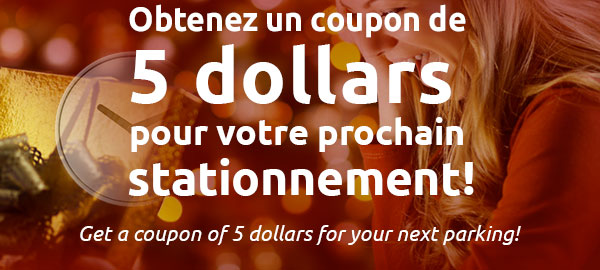 Obtenez un coupon de
5 dollars
pour votre prochain
stationnement!
Get a coupon of 5 dollars for your next parking!